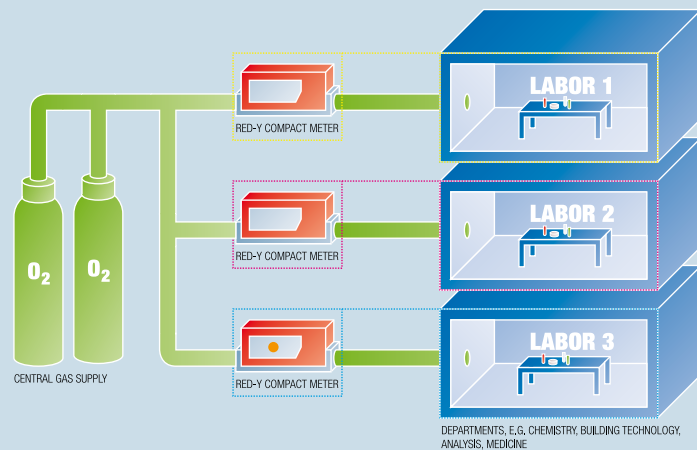 LABOR 1
RED-Y COMPACT METER
LABOR 2
O2
O2
RED-Y COMPACT METER
LABOR 3
CENTRAL GAS SUPPLY
RED-Y COMPACT METER
DEPARTMENTS, E.G, CHEMISTRY, BUILDING TECHNOLOGY,
ANALYSIS, MEDICINE